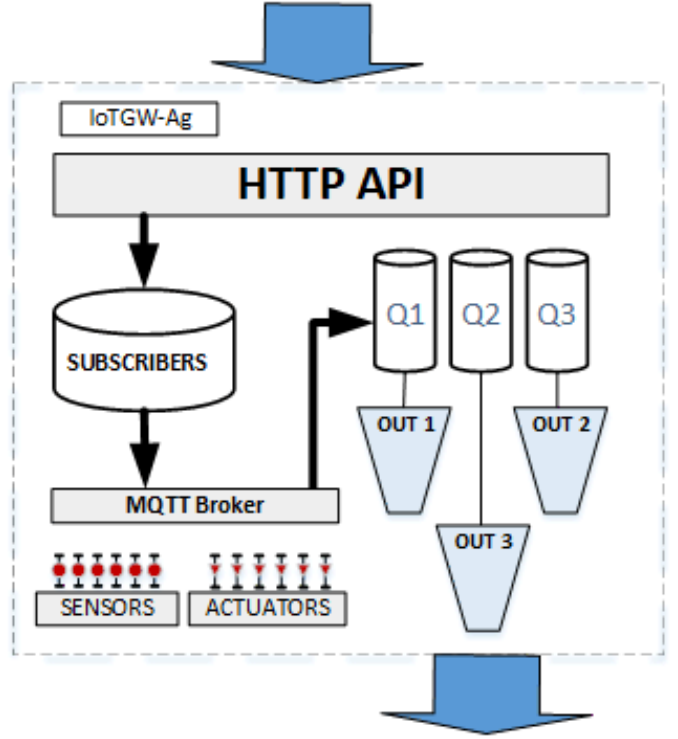 IoTGW-Ag
HTTP API
Q1
Q2
Q3
SUBSCRIBERS
OUT 1
OUT 2
MQTT Broker
OUT 3
SENSORS
ACTUATORS